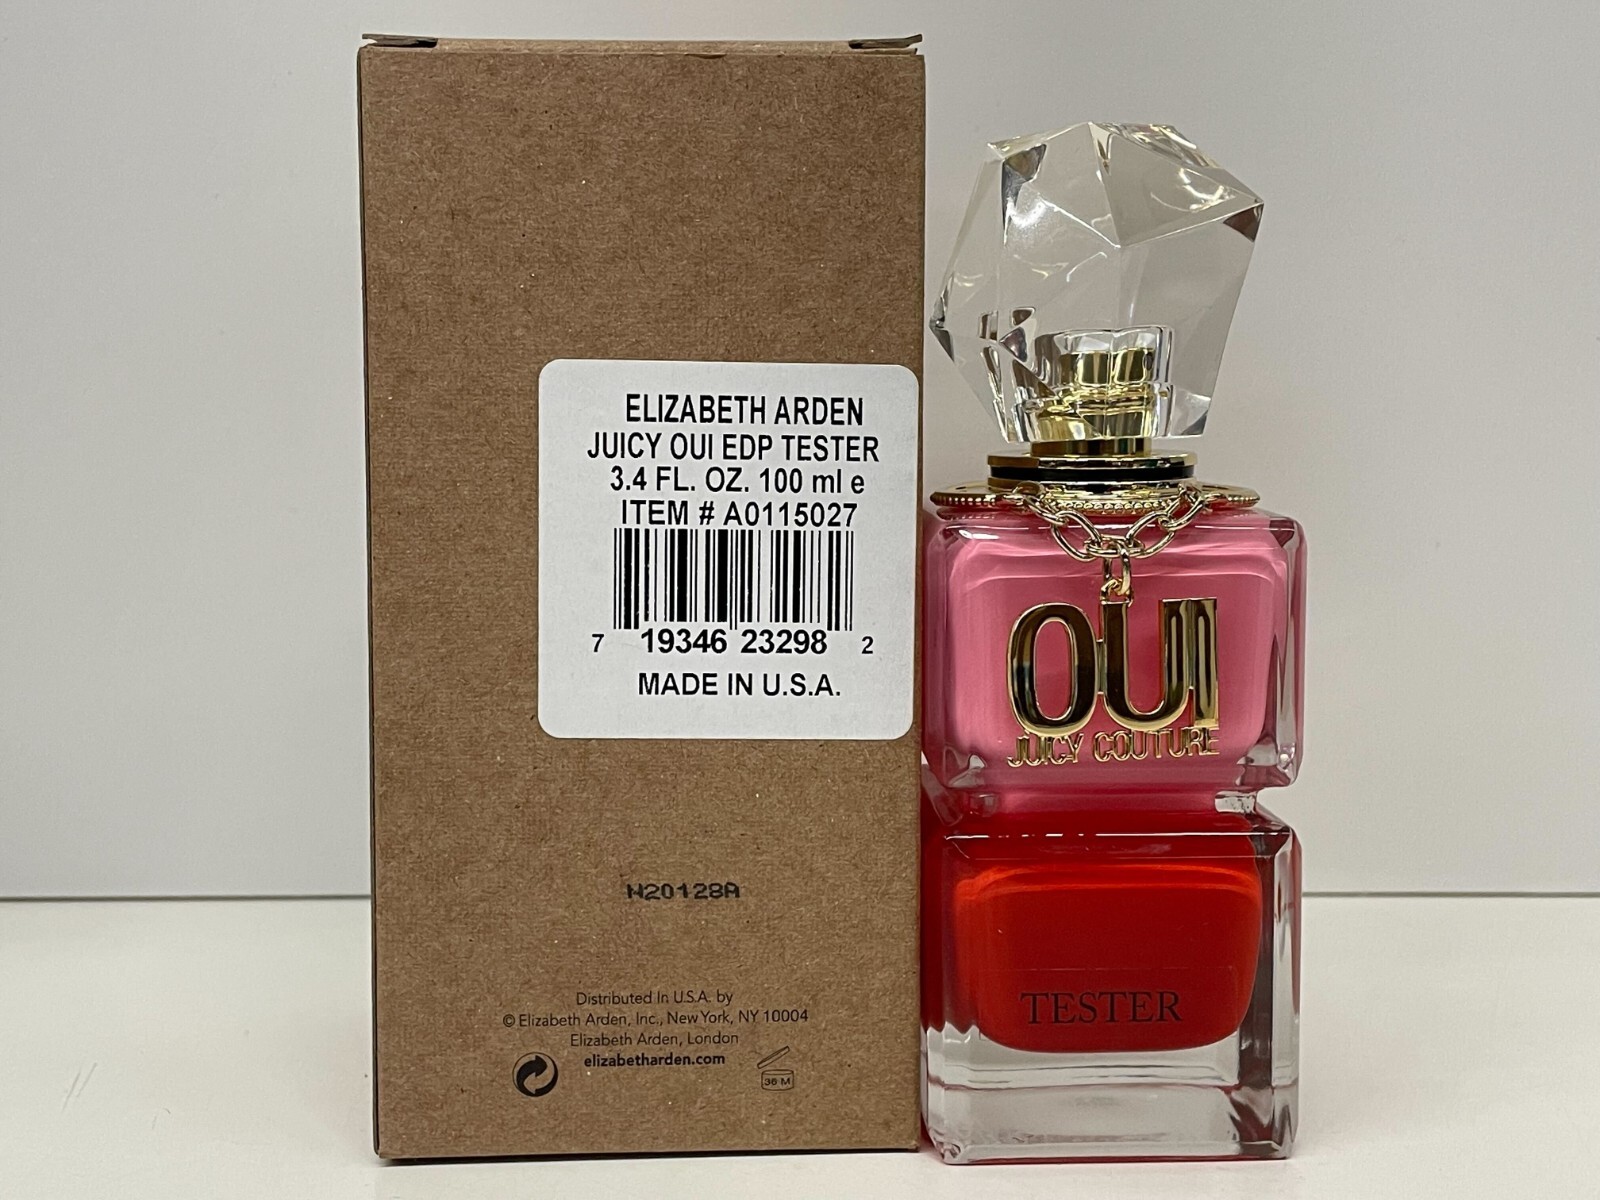 ELIZABETH ARDEN
JUICY OUI EDP TESTER
3.4 FL. OZ. 100 ml e
ITEM # A0115027
7 19346 23298 2
MADE IN U.S.A.
N20128A
Distributed In U.S.A. by
© Elizabeth Arden, Inc., New York, NY 10004
Elizabeth Arden, London
elizabetharden.com
36 M
OUI
JUICY COUTURE
TESTER